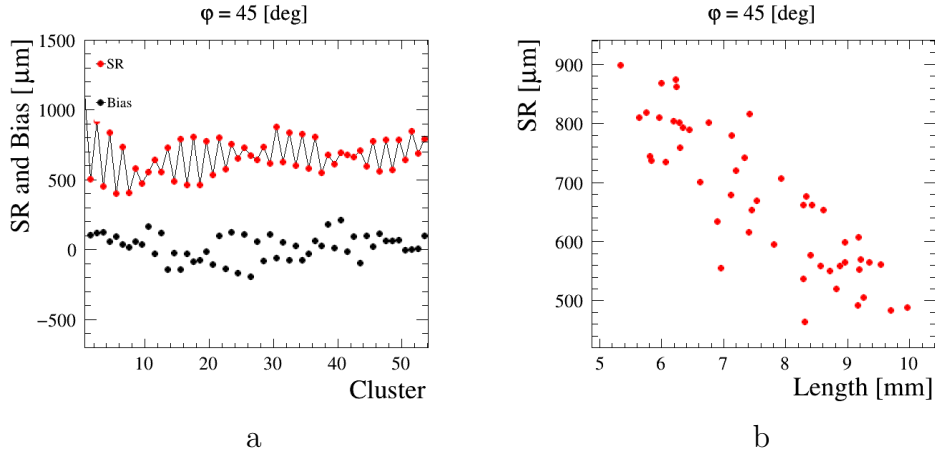 φ = 45 [deg]
SR and Bias [μm]
1500
1000
500
0
−500
SR
Bias
10
20
30
40
50
Cluster
a
φ = 45 [deg]
SR [μm]
900
800
700
600
500
5
6
7
8
9
10
Length [mm]
b